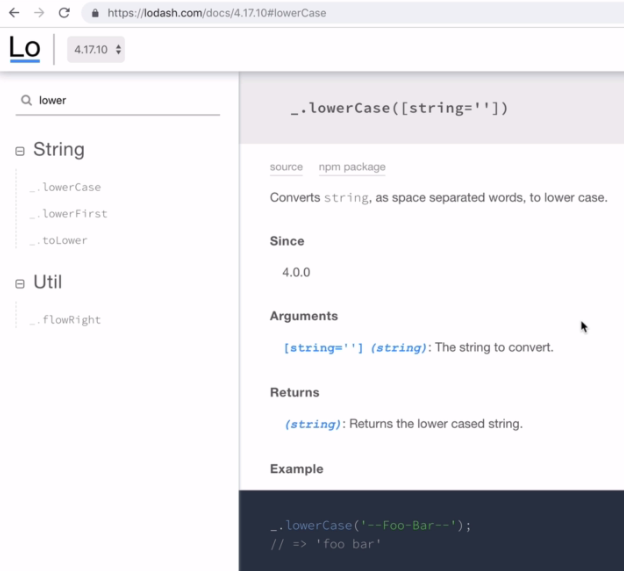 https://lodash.com/docs/4.17.10#lowerCase
Lo
4.17.10
lower
String
_.lowerCase
_.lowerFirst
_.toLower
Util
_.flowRight
_.lowerCase([string=''])
source npm package
Converts string, as space separated words, to lower case.
Since
4.0.0
Arguments
[string=''] (string): The string to convert.
Returns
(string): Returns the lower cased string.
Example
_.lowerCase('--Foo-Bar--');
// => 'foo bar'